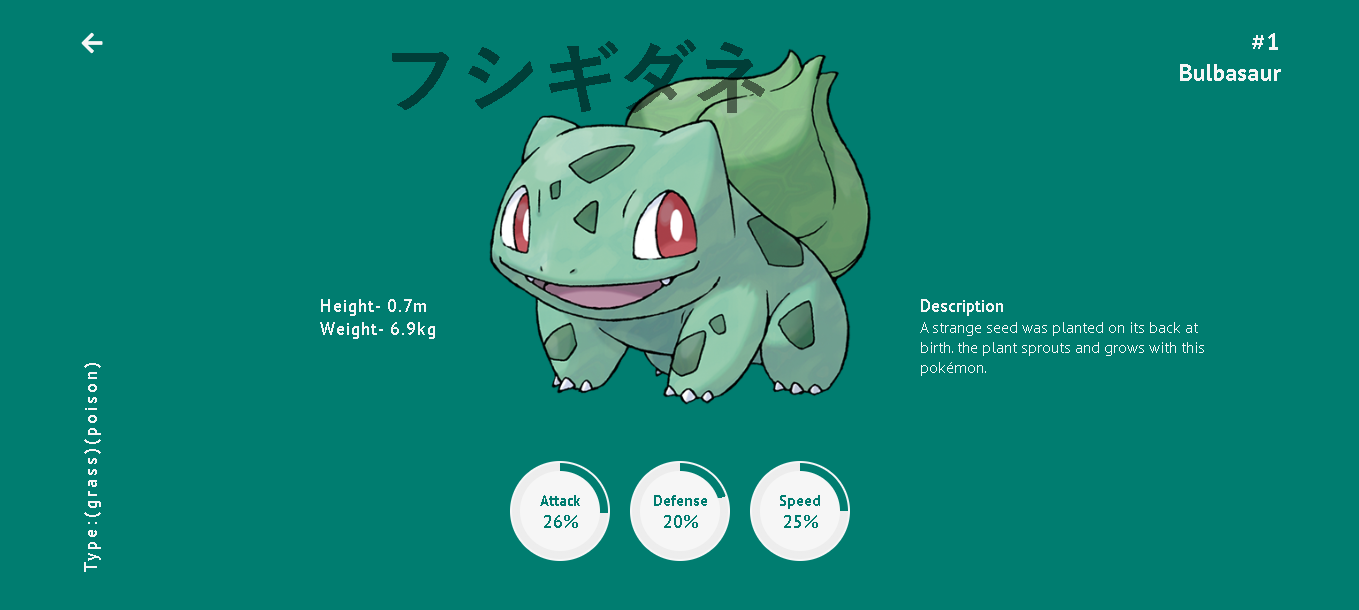 フシギダネ
#1
Bulbasaur
Height- 0.7m
Weight- 6.9kg
Description
A strange seed was planted on its back at
birth. the plant sprouts and grows with this
pokémon.
Type:(grass)(poison)
Attack
26%
Defense
20%
Speed
25%